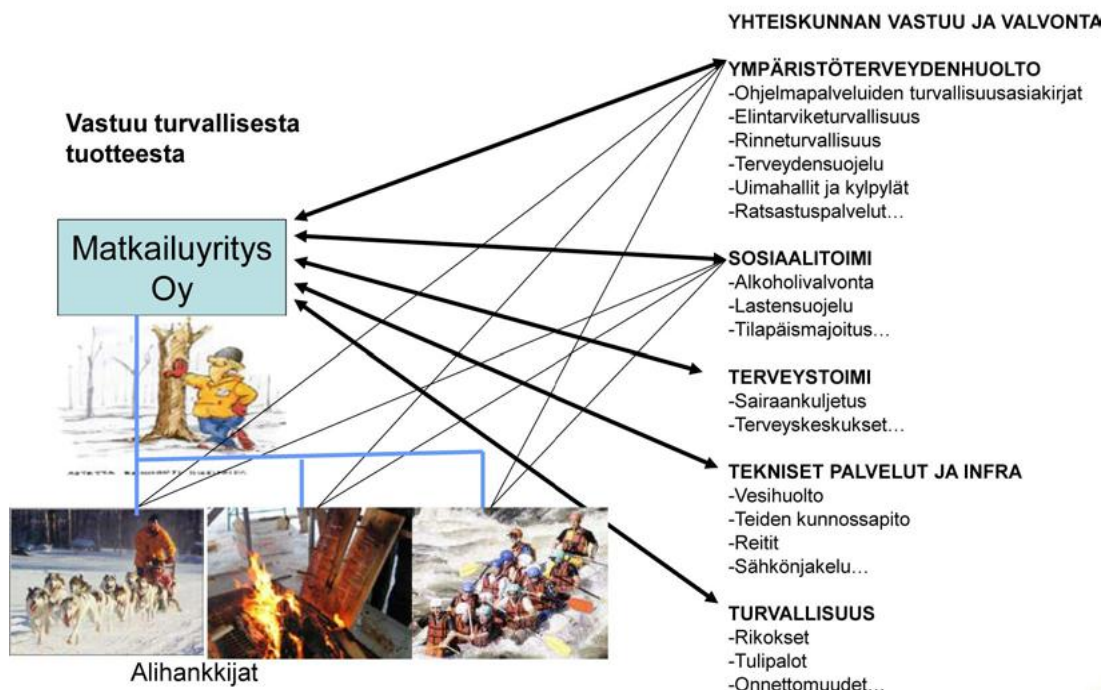 YHTEISKUNNAN VASTUU JA VALVONTA
Vastuu turvallisesta
tuotteesta
Matkailuyritys
Oy
Alihankkijat
YMPÄRISTÖTERVEYDENHUOLTO
-Ohjelmapalveluiden turvallisuusasiakirjat
-Elintarviketurvallisuus
-Rinneturvallisuus
-Terveydensuojelu
-Uimahallit ja kylpylät
-Ratsastuspalvelut...
SOSIAALITOIMI
-Alkoholivalvonta
-Lastensuojelu
-Tilapäismajoitus...
TERVEYSTOIMI
-Sairaankuljetus
-Terveyskeskukset...
TEKNISET PALVELUT JA INFRA
-Vesihuolto
-Teiden kunnossapito
-Reitit
-Sähkönjakelu...
TURVALLISUUS
-Rikokset
-Tulipalot
-Onnettomuudet...